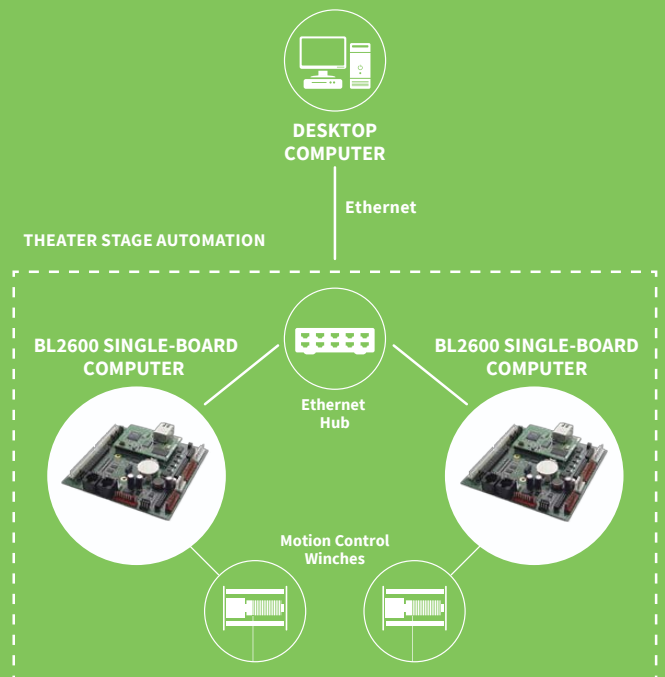 DESKTOP
COMPUTER
Ethernet
THEATER STAGE AUTOMATION
BL2600 SINGLE-BOARD
COMPUTER
BL2600 SINGLE-BOARD
COMPUTER
Ethernet
Hub
Motion Control
Winches